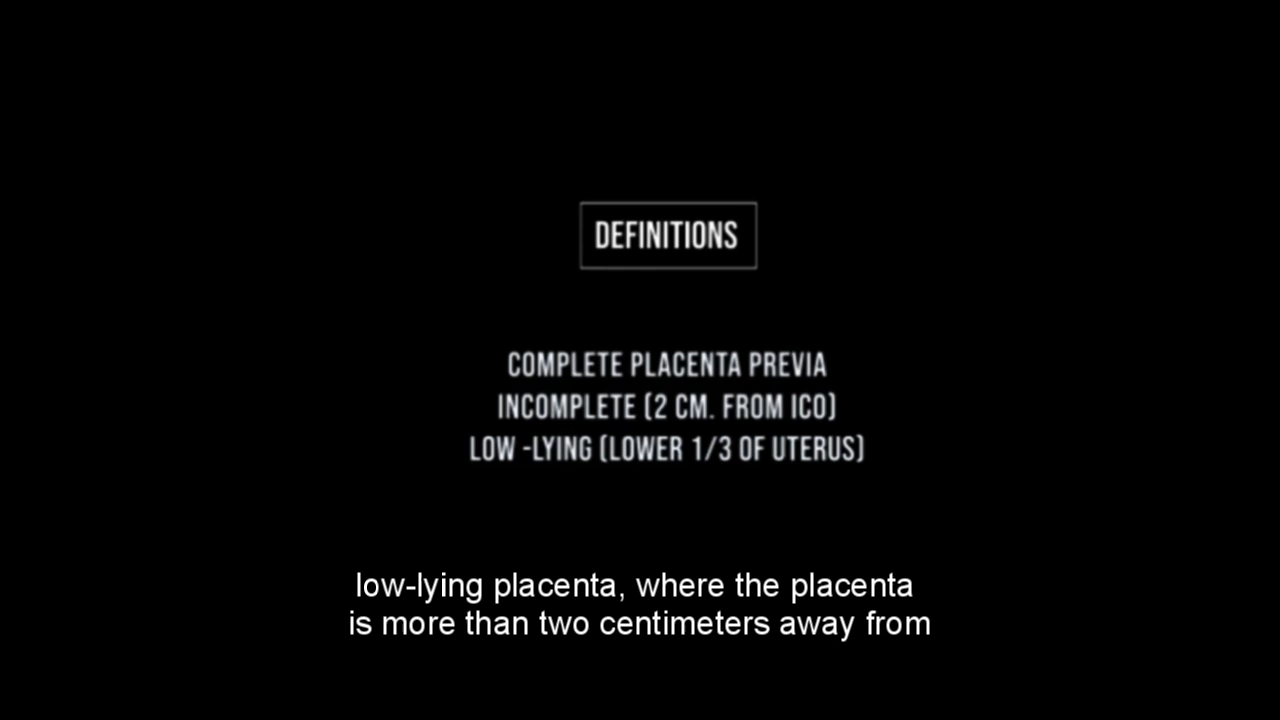 DEFINITIONS
COMPLETE PLACENTA PREVIA
INCOMPLETE (2 CM. FROM ICO)
LOW -LYING (LOWER 1/3 OF UTERUS)
low-lying placenta, where the placenta
is more than two centimeters away from